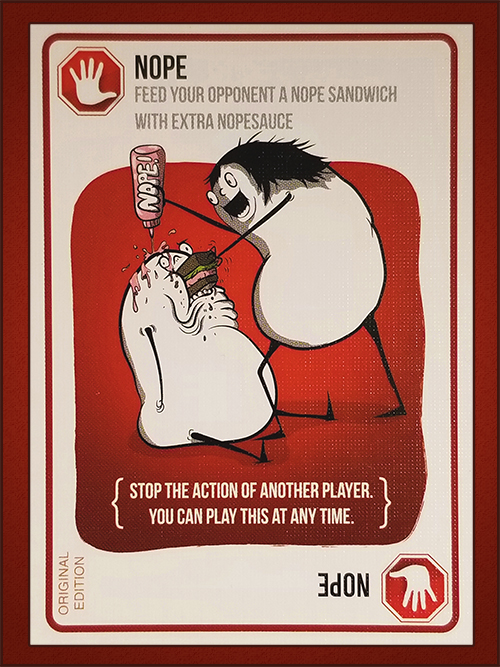 NOPE
FEED YOUR OPPONENT A NOPE SANDWICH
WITH EXTRA NOPESAUCE
NOPE!
STOP THE ACTION OF ANOTHER PLAYER.
YOU CAN PLAY THIS AT ANY TIME.
ORIGINAL
EDITION
NOPE